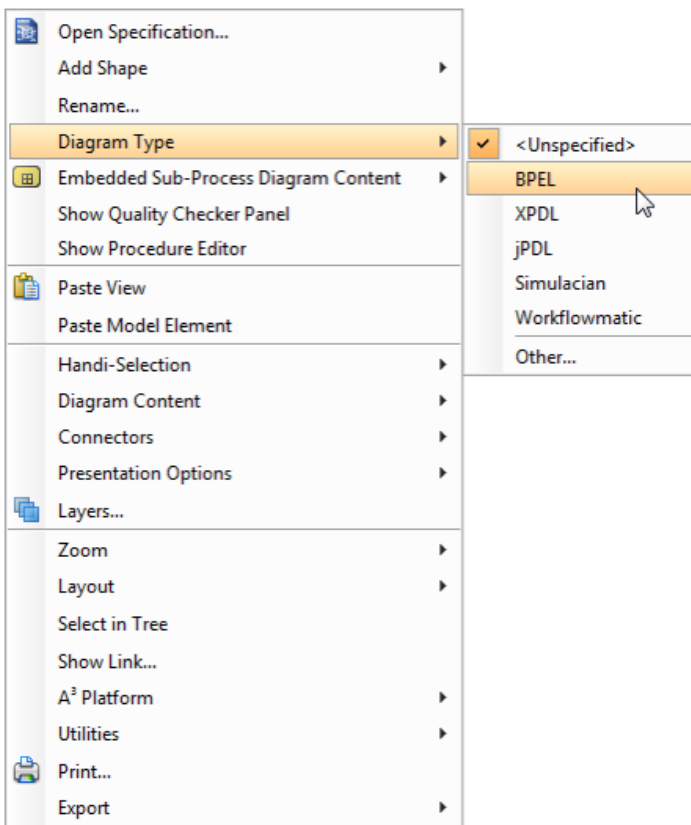 Open Specification...
Add Shape
Rename...
Diagram Type
Embedded Sub-Process Diagram Content
Show Quality Checker Panel
Show Procedure Editor
Paste View
Paste Model Element
Handi-Selection
Diagram Content
Connectors
Presentation Options
Layers...
Zoom
Layout
Select in Tree
Show Link...
A³ Platform
Utilities
Print...
Export
<Unspecified>
BPEL
XPDL
jPDL
Simulacian
Workflowmatic
Other...